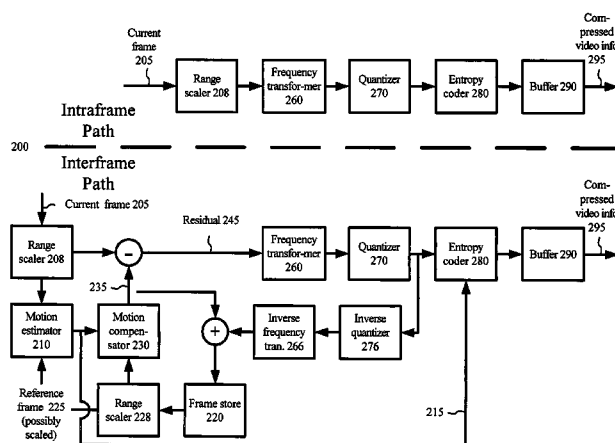 Current
frame
205
Range
scaler 208
Frequency
transfor-mer
260
Quantizer
270
Entropy
coder 280
Buffer 290
Com-
pressed
video info
295
Intraframe
Path
200
Interframe
Path
Current frame 205
Range
scaler 208
Residual 245
Frequency
transfor-mer
260
Quantizer
270
Entropy
coder 280
Buffer 290
Com-
pressed
video info
295
-
235
Motion
estimator
210
Motion
compen-
sator 230
+
Inverse
frequency
tran. 266
Inverse
quantizer
276
Reference
frame 225
(possibly
scaled)
Range
scaler 228
Frame store
220
215